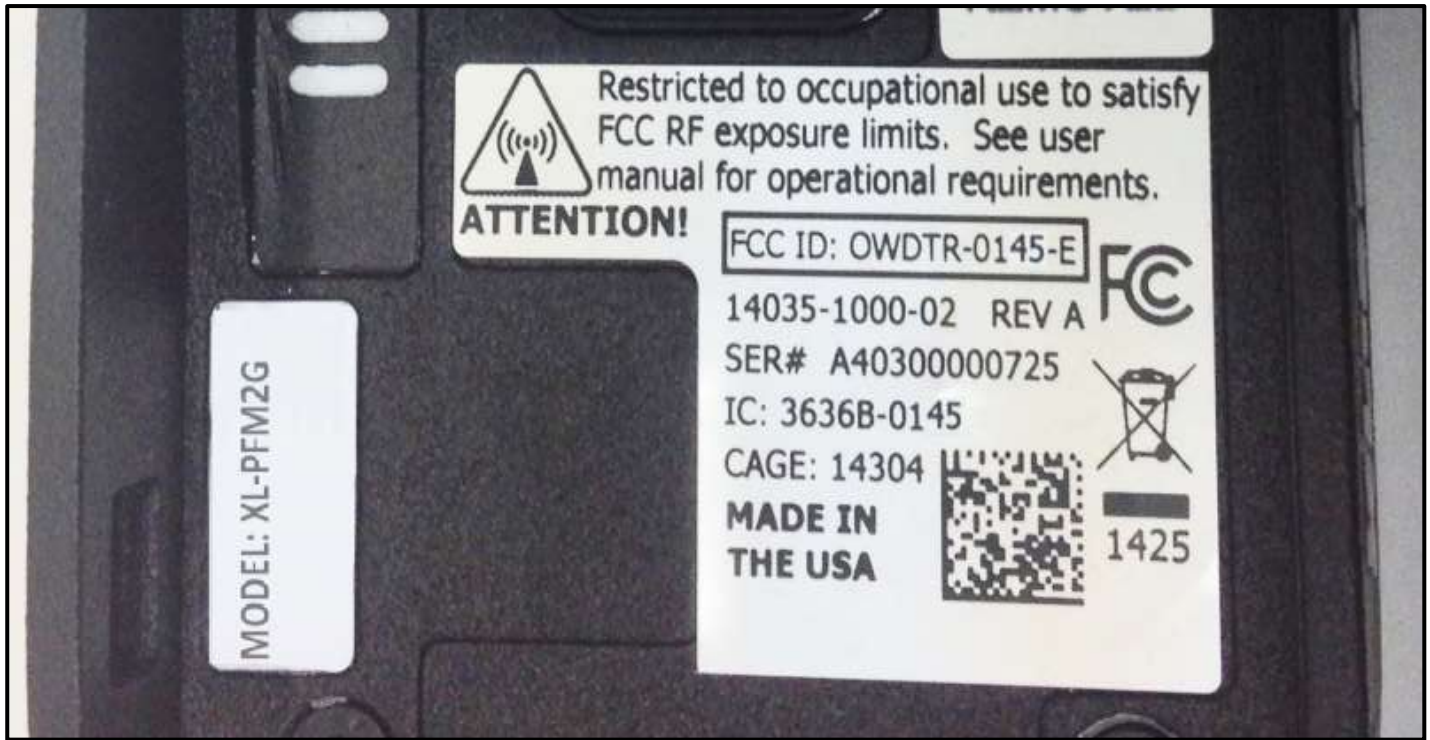 Restricted to occupational use to satisfy
FCC RF exposure limits. See user
manual for operational requirements.
ATTENTION!
FCC ID: OWDTR-0145-E
FC
14035-1000-02 REV A
SER# A40300000725
IC: 3636B-0145
CAGE: 14304
MADE IN
THE USA
1425
MODEL: XL-PFM2G